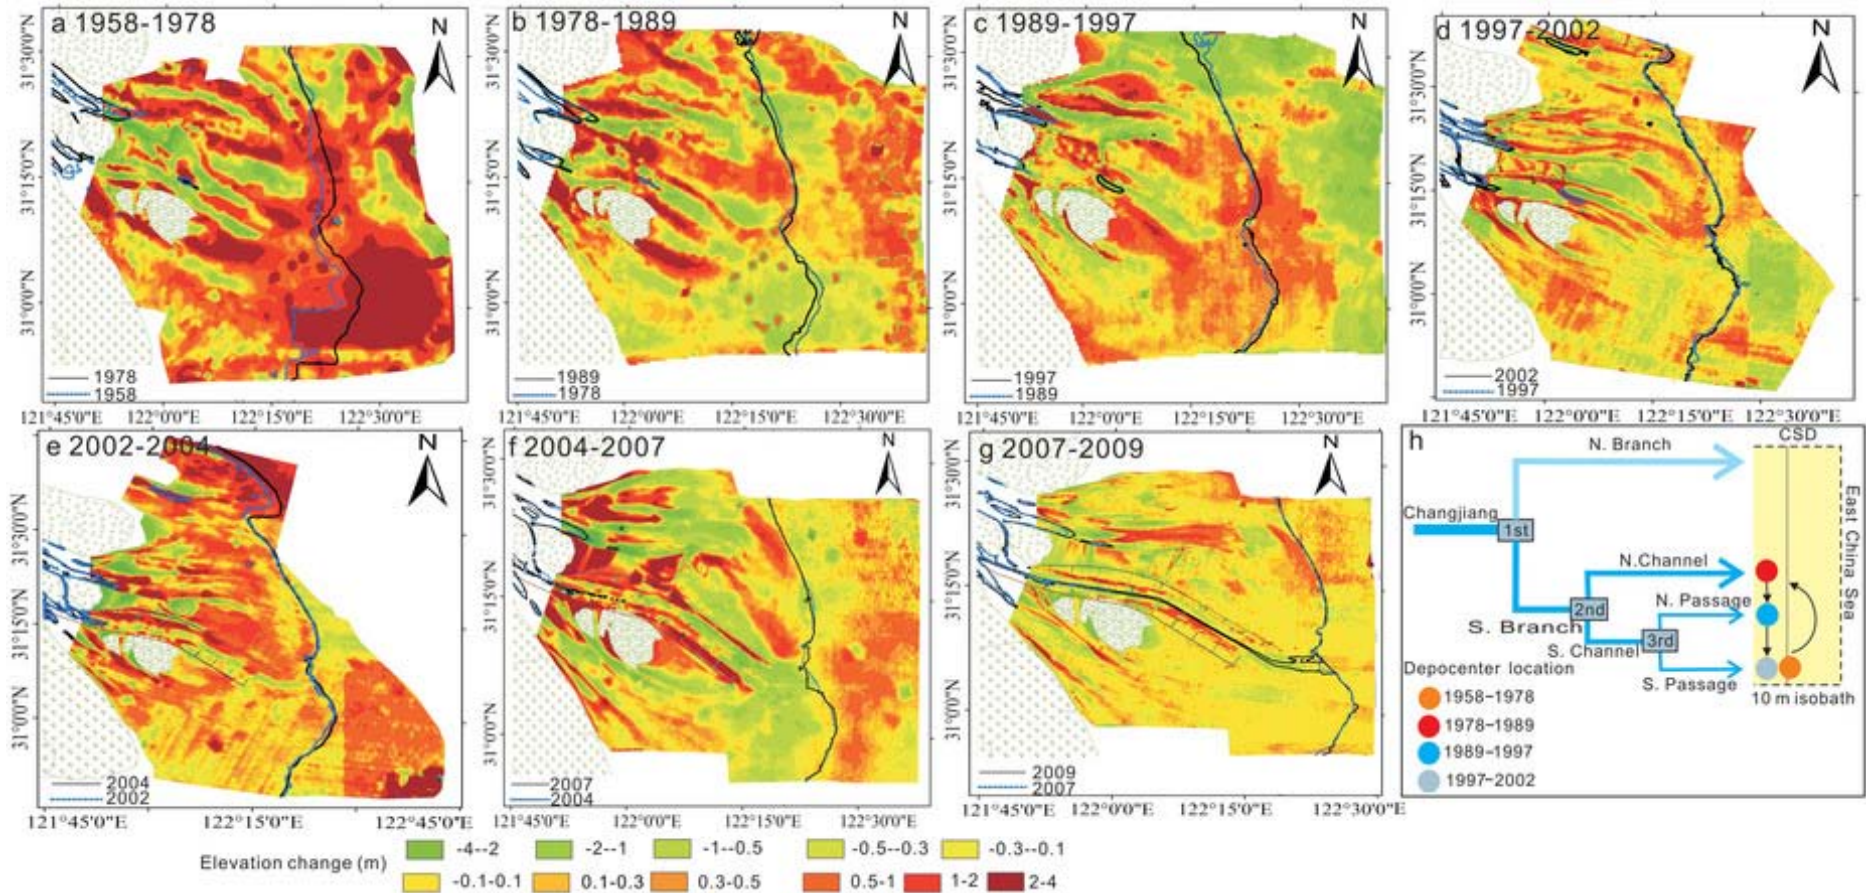 a 1958-1978
N
31°30'0"N
31°15'0"N
31°0'0"N
1978
1958
121°45'0"E
122°0'0"E
122°15'0"E
122°30'0"E
b 1978-1989
N
31°30'0"N
31°15'0"N
31°0'0"N
1989
1978
121°45'0"E
122°0'0"E
122°15'0"E
122°30'0"E
c 1989-1997
N
31°30'0"N
31°15'0"N
31°0'0"N
1997
1989
121°45'0"E
122°0'0"E
122°15'0"E
122°30'0"E
d 1997-2002
N
31°30'0"N
31°15'0"N
31°0'0"N
2002
1997
121°45'0"E
122°0'0"E
122°15'0"E
122°30'0"E
e 2002-2004
N
31°30'0"N
31°15'0"N
31°0'0"N
2004
2002
121°45'0"E
122°15'0"E
122°45'0"E
f 2004-2007
N
31°30'0"N
31°15'0"N
31°0'0"N
2007
2004
121°45'0"E
122°0'0"E
122°15'0"E
122°30'0"E
g 2007-2009
N
31°30'0"N
31°15'0"N
31°0'0"N
2009
2007
121°45'0"E
122°0'0"E
122°15'0"E
122°30'0"E
h
CSD
N. Branch
Changjiang
1st
N.Channel
2nd
N. Passage
S. Branch
S. Channel
3rd
S. Passage
East China Sea
10 m isobath
Depocenter location
1958-1978
1978-1989
1989-1997
1997-2002
Elevation change (m)
-4--2
-2--1
-1--0.5
-0.5--0.3
-0.3--0.1
-0.1-0.1
0.1-0.3
0.3-0.5
0.5-1
1-2
2-4